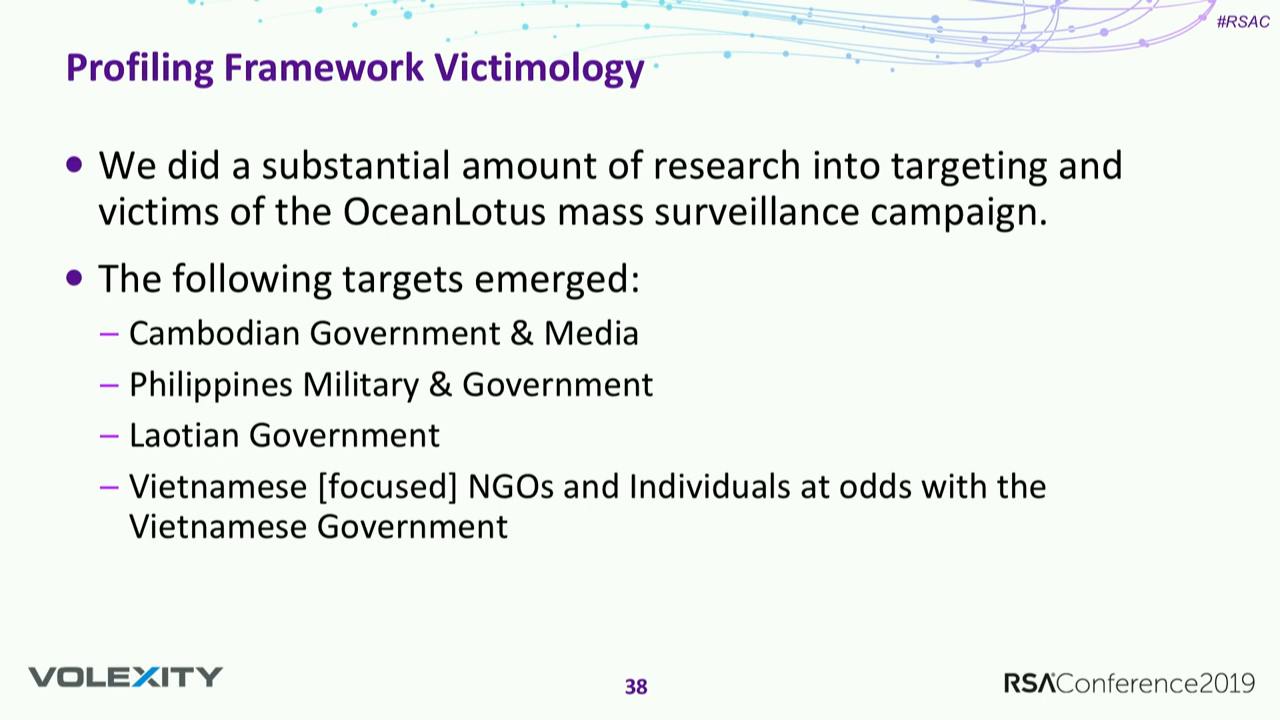 #RSAC
Profiling Framework Victimology
• We did a substantial amount of research into targeting and
victims of the OceanLotus mass surveillance campaign.
• The following targets emerged:
– Cambodian Government & Media
– Philippines Military & Government
– Laotian Government
– Vietnamese [focused] NGOs and Individuals at odds with the
Vietnamese Government
VOLEXITY
38
RSAConference2019